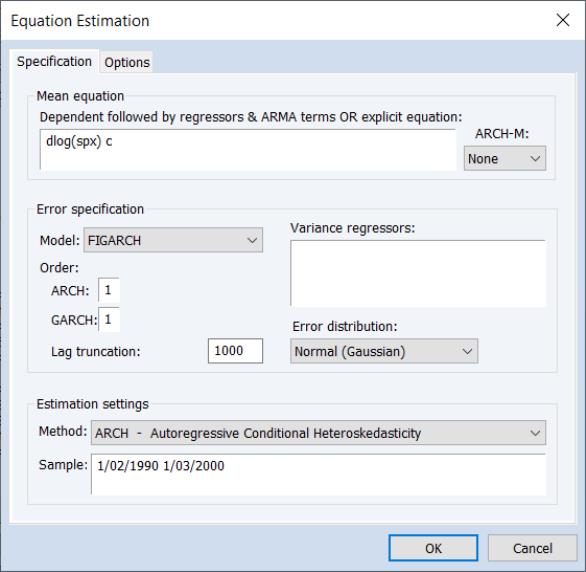 Equation Estimation
Specification Options
Mean equation
Dependent followed by regressors & ARMA terms OR explicit equation:
dlog(spx) c
ARCH-M:
None
Error specification
Model: FIGARCH
Order:
ARCH: 1
GARCH: 1
Lag truncation: 1000
Variance regressors:
Error distribution:
Normal (Gaussian)
Estimation settings
Method: ARCH - Autoregressive Conditional Heteroskedasticity
Sample: 1/02/1990 1/03/2000
OK Cancel